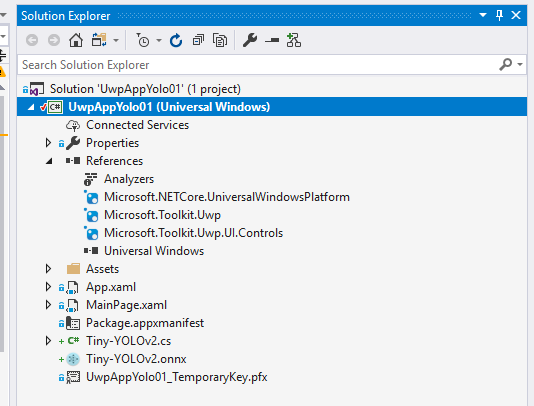 Solution Explorer
Search Solution Explorer
Solution 'UwpAppYolo01' (1 project)
C# UwpAppYolo01 (Universal Windows)
Connected Services
Properties
References
Analyzers
Microsoft.NETCore.UniversalWindowsPlatform
Microsoft.Toolkit.Uwp
Microsoft.Toolkit.Uwp.UI.Controls
Universal Windows
Assets
App.xaml
MainPage.xaml
Package.appxmanifest
+ C# Tiny-YOLOv2.cs
+ Tiny-YOLOv2.onnx
UwpAppYolo01_TemporaryKey.pfx